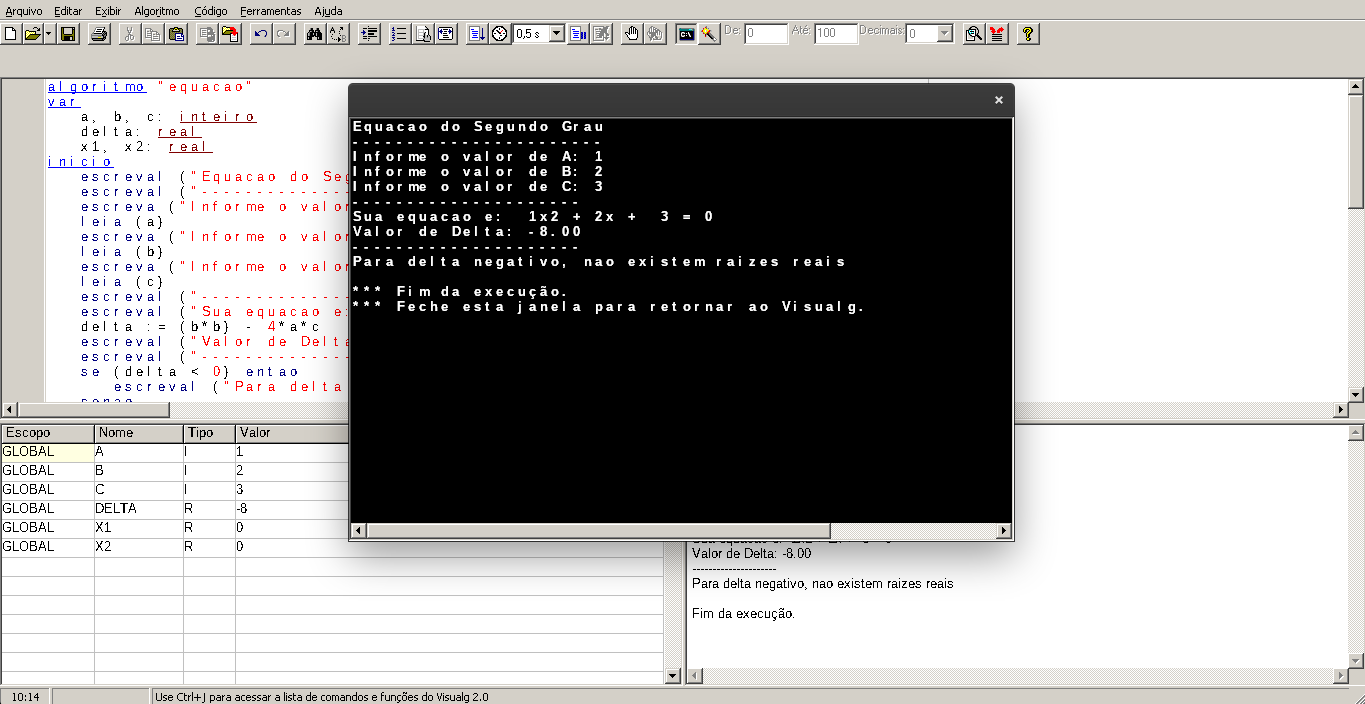 Arquivo Editar Exibir Algoritmo Código Ferramentas Ajuda
0,5 s De: 0 Até: 100 Decimais: 0
algoritmo "equacao"
var
a, b, c: inteiro
delta: real
x1, x2: real
inicio
escreval ("Equacao do Seg
escreval ("--------------
escreva ("Informe o valor
leia (a)
escreva ("Informe o valor
leia (b)
escreva ("Informe o valor
leia (c)
escreval ("--------------
escreval ("Sua equacao e:
delta := (b*b) - 4*a*c
escreval ("Valor de Delta
escreval ("--------------
se (delta < 0) entao
escreval ("Para delta
senao
×
Equacao do Segundo Grau
-----------------------
Informe o valor de A: 1
Informe o valor de B: 2
Informe o valor de C: 3
---------------------
Sua equacao e:  1x2 + 2x +  3 = 0
Valor de Delta: -8.00
---------------------
Para delta negativo, nao existem raizes reais
*** Fim da execução.
*** Feche esta janela para retornar ao Visualg.
Escopo Nome Tipo Valor
GLOBAL A I 1
GLOBAL B I 2
GLOBAL C I 3
GLOBAL DELTA R -8
GLOBAL X1 R 0
GLOBAL X2 R 0
Valor de Delta: -8.00
---------------------
Para delta negativo, nao existem raizes reais
Fim da execução.
10:14 Use Ctrl+J para acessar a lista de comandos e funções do Visualg 2.0